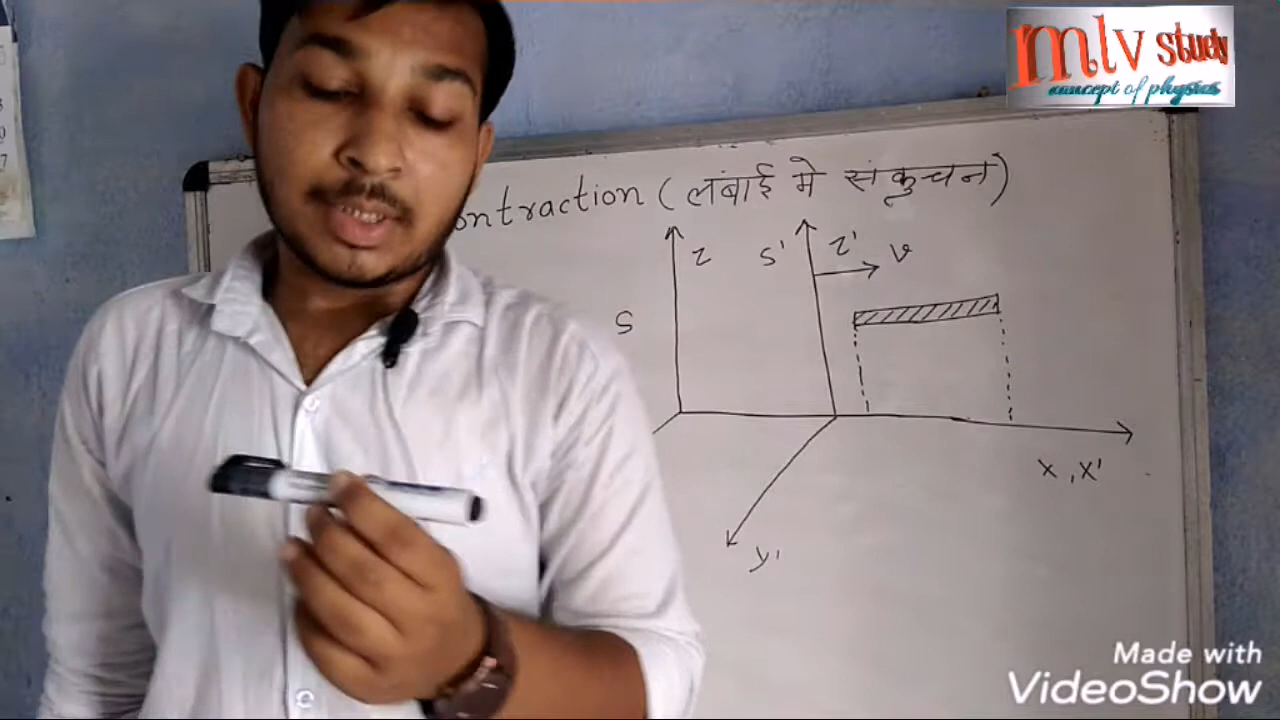 mlv study
concept of physics
ontraction (लंबाई मे संकुचन)
z
S' z' v
S
x, x'
y'
Made with
VideoShow